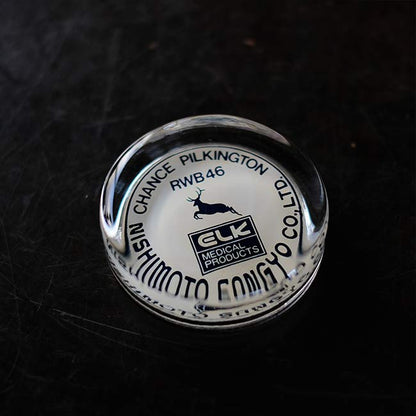 CHANCE PILKINGTON
RWB46
ELK
MEDICAL
PRODUCTS
NISHIMOTO SANGYO CO.,LTD.